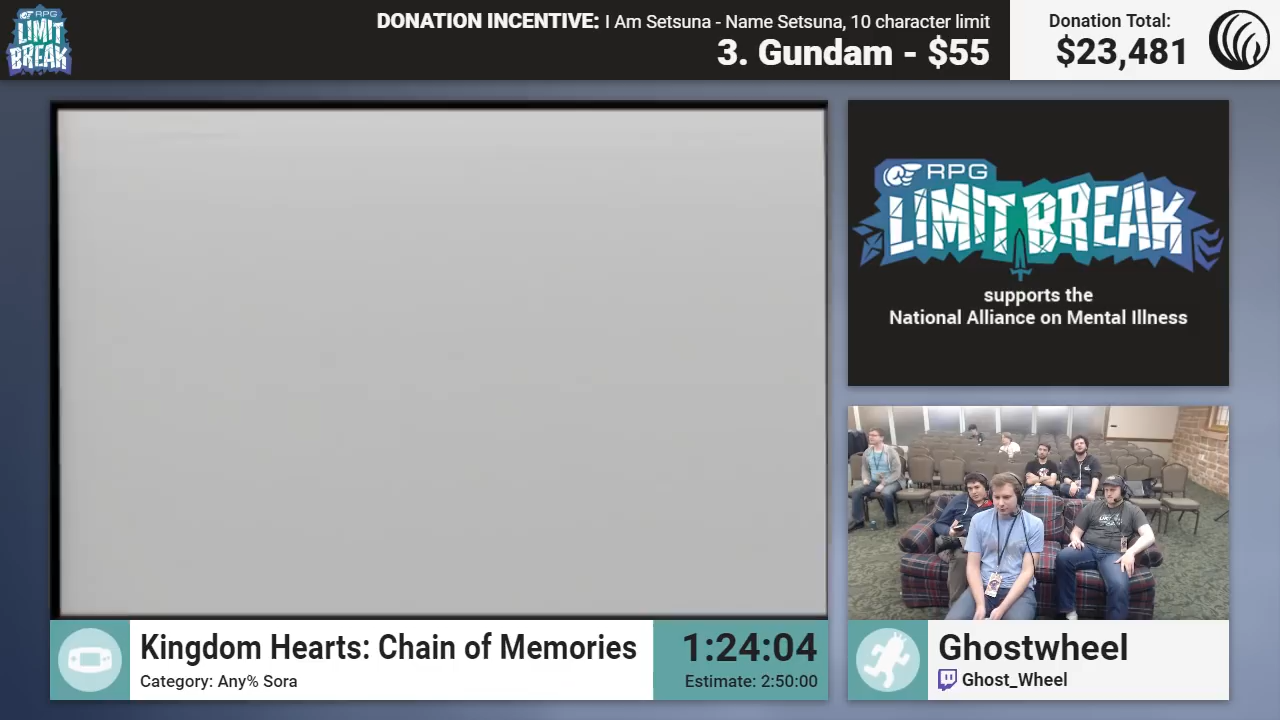 RPG
LIMIT
BREAK
DONATION INCENTIVE: I Am Setsuna - Name Setsuna, 10 character limit
3. Gundam - $55
Donation Total:
$23,481
RPG
LIMIT BREAK
supports the
National Alliance on Mental Illness
Kingdom Hearts: Chain of Memories
Category: Any% Sora
1:24:04
Estimate: 2:50:00
Ghostwheel
Ghost_Wheel